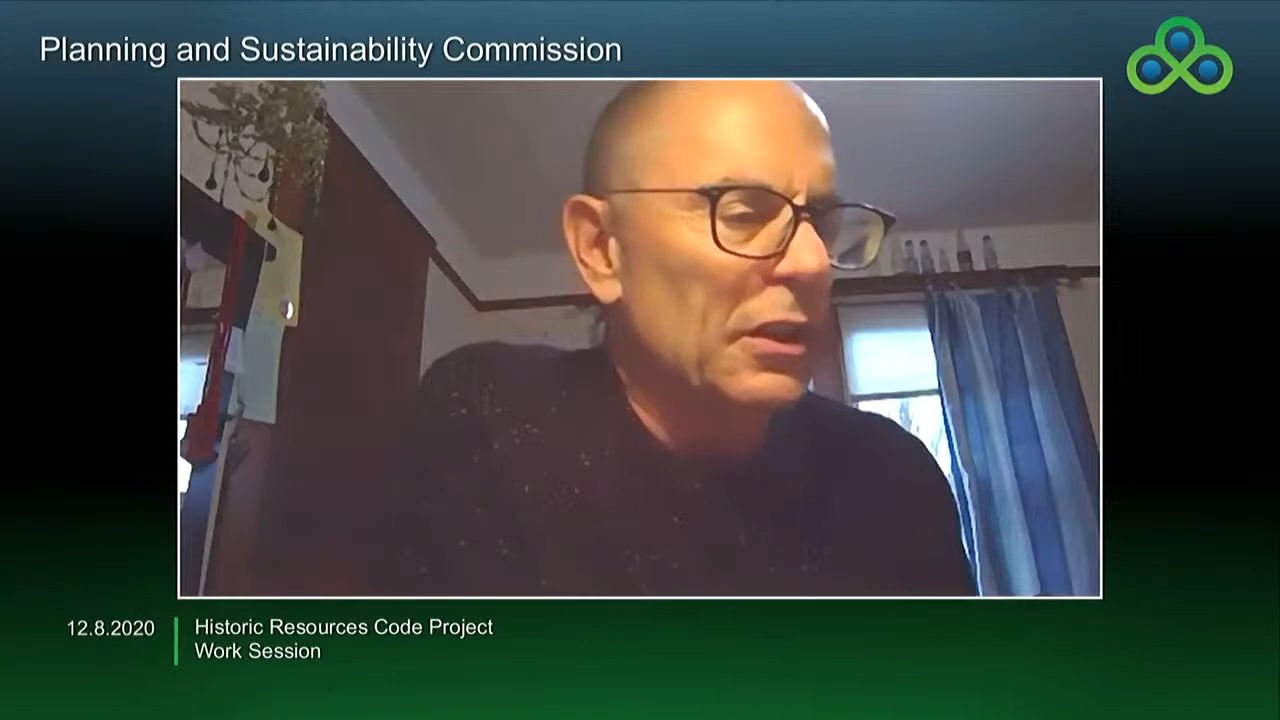 Planning and Sustainability Commission
12.8.2020
Historic Resources Code Project
Work Session